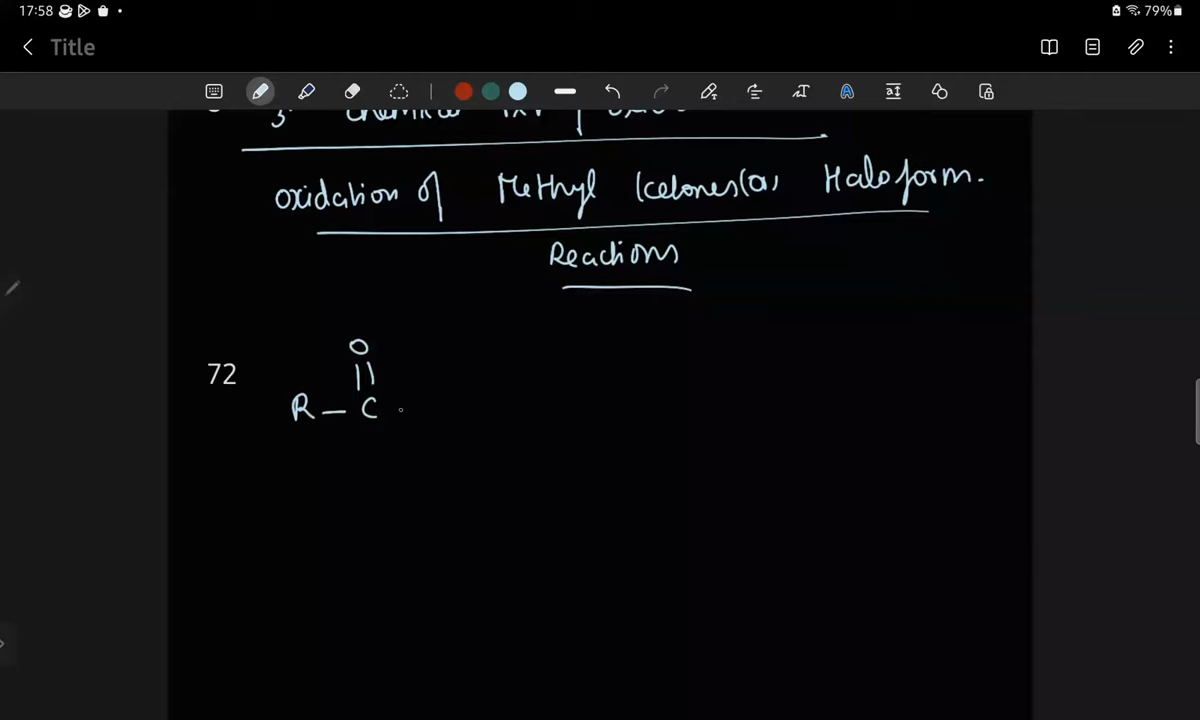 17:58 79%
Title
oxidation of Methyl ketones (or Haloform.
Reactions
O
72
R — C